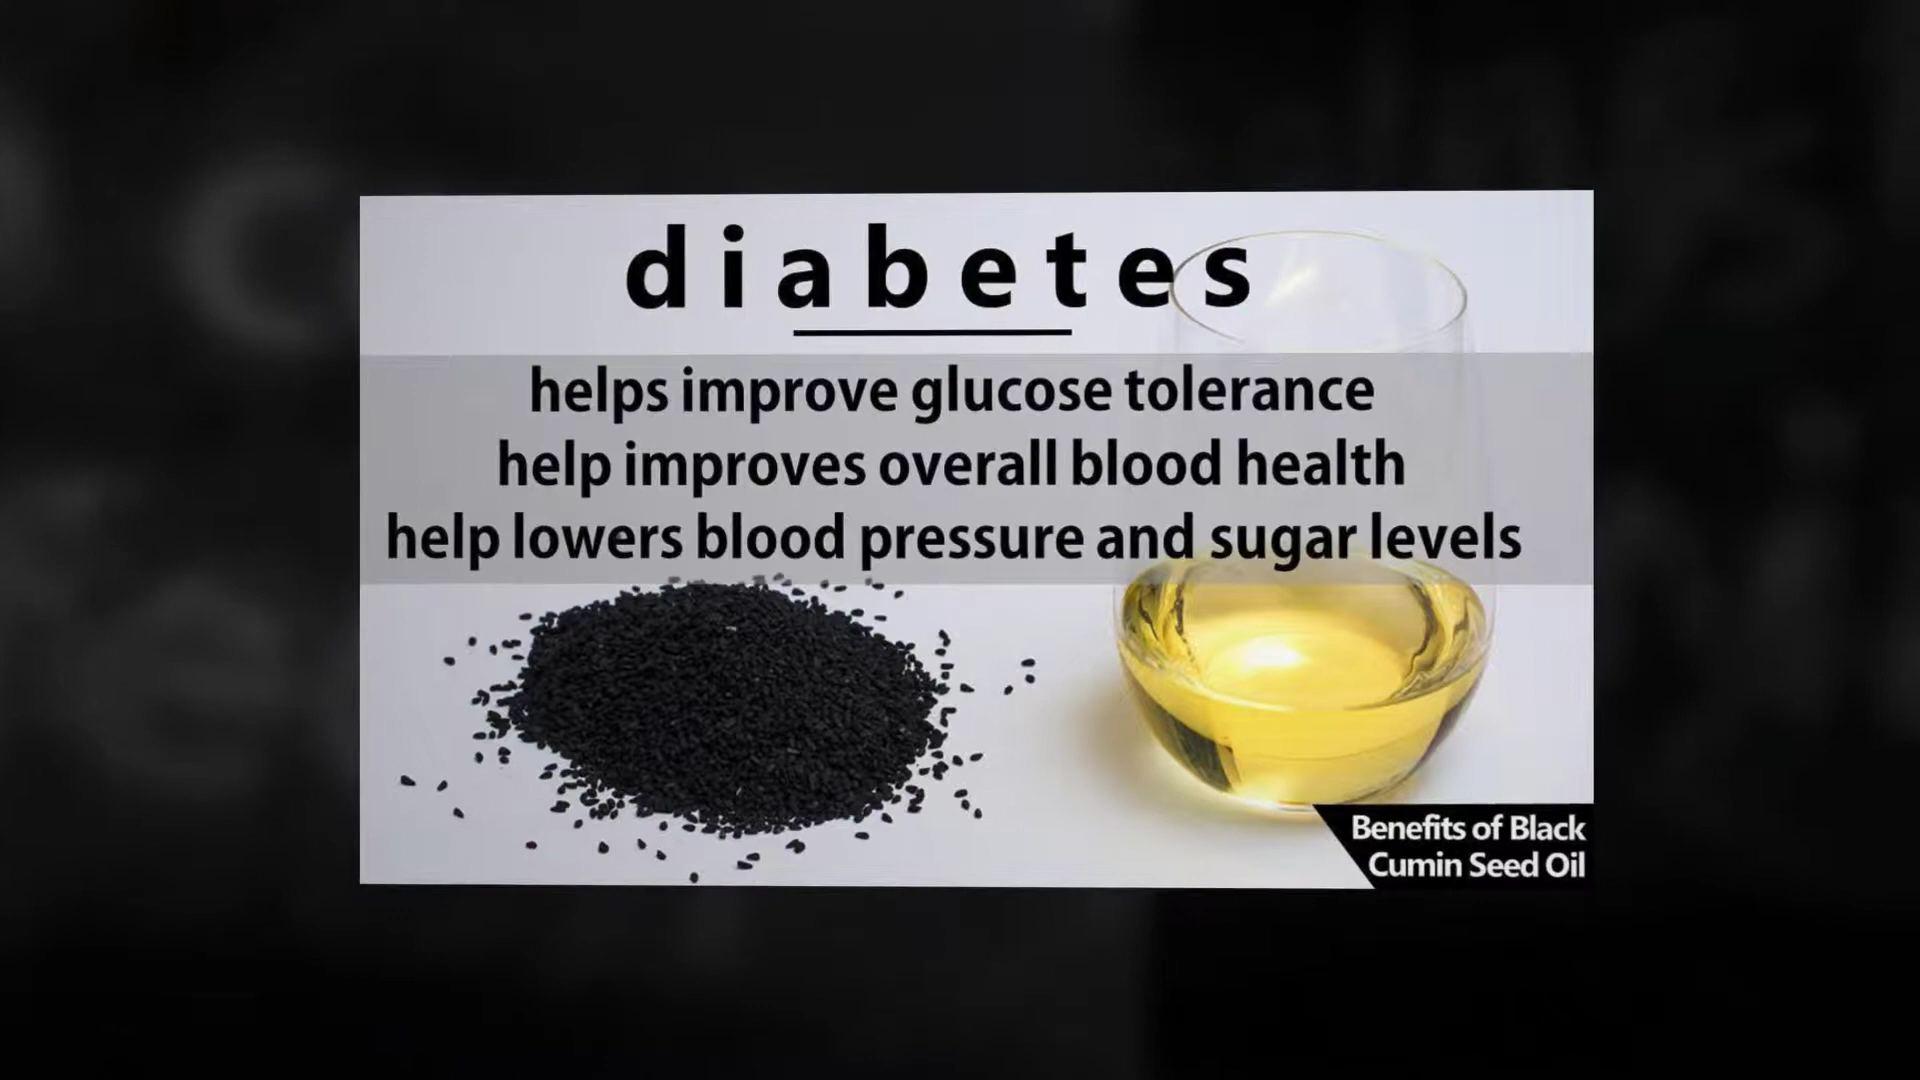 diabetes
helps improve glucose tolerance
help improves overall blood health
help lowers blood pressure and sugar levels
Benefits of Black
Cumin Seed Oil